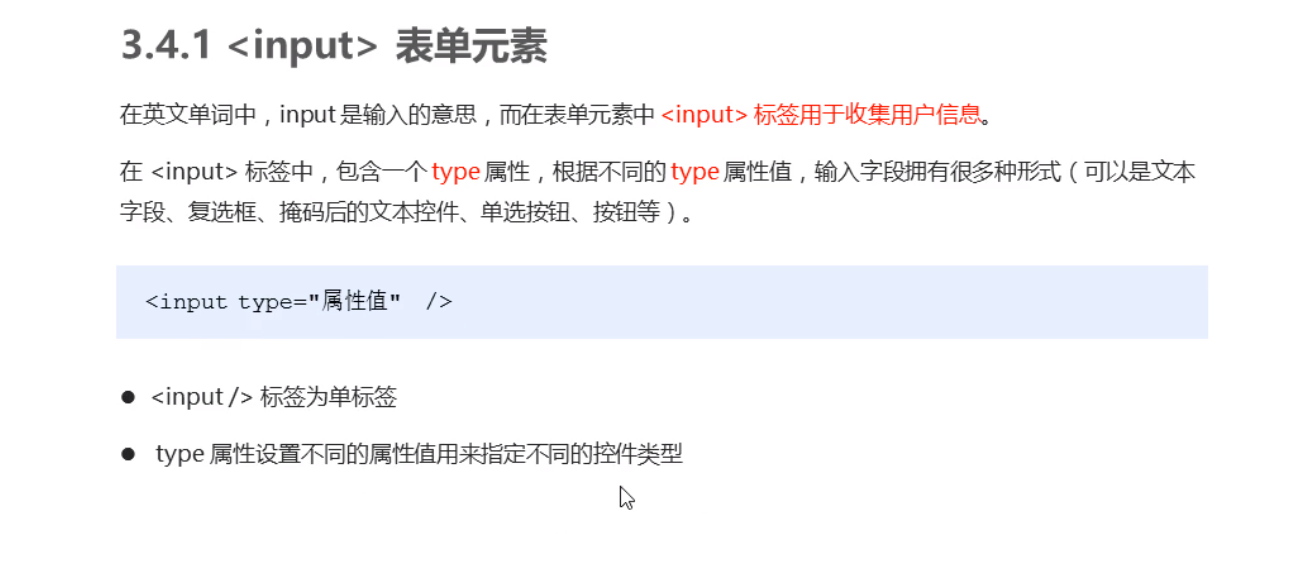 3.4.1 <input> 表单元素
在英文单词中，input 是输入的意思，而在表单元素中 <input> 标签用于收集用户信息。
在 <input> 标签中，包含一个 type 属性，根据不同的 type 属性值，输入字段拥有很多种形式（可以是文本
字段、复选框、掩码后的文本控件、单选按钮、按钮等）。
<input type="属性值" />
● <input /> 标签为单标签
● type 属性设置不同的属性值用来指定不同的控件类型